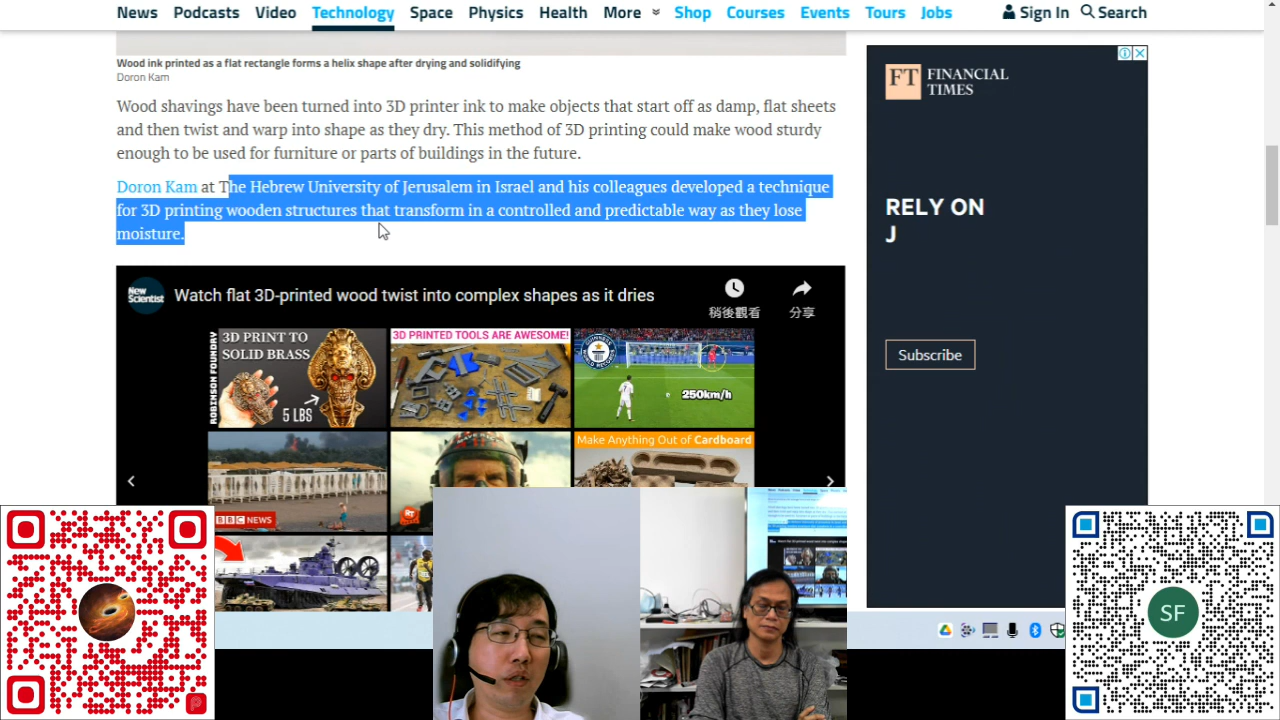 News Podcasts Video Technology Space Physics Health More Shop Courses Events Tours Jobs Sign In Search
Wood ink printed as a flat rectangle forms a helix shape after drying and solidifying
Doron Kam
Wood shavings have been turned into 3D printer ink to make objects that start off as damp, flat sheets
and then twist and warp into shape as they dry. This method of 3D printing could make wood sturdy
enough to be used for furniture or parts of buildings in the future.
Doron Kam at The Hebrew University of Jerusalem in Israel and his colleagues developed a technique
for 3D printing wooden structures that transform in a controlled and predictable way as they lose
moisture.
New
Scientist
Watch flat 3D-printed wood twist into complex shapes as it dries
稍後觀看
分享
3D PRINT TO
SOLID BRASS
ROBINSON FOUNDRY
5 LBS
3D PRINTED TOOLS ARE AWESOME!
250km/h
BBC NEWS
Make Anything Out of Cardboard
FT FINANCIAL
TIMES
RELY ON
J
Subscribe
SF